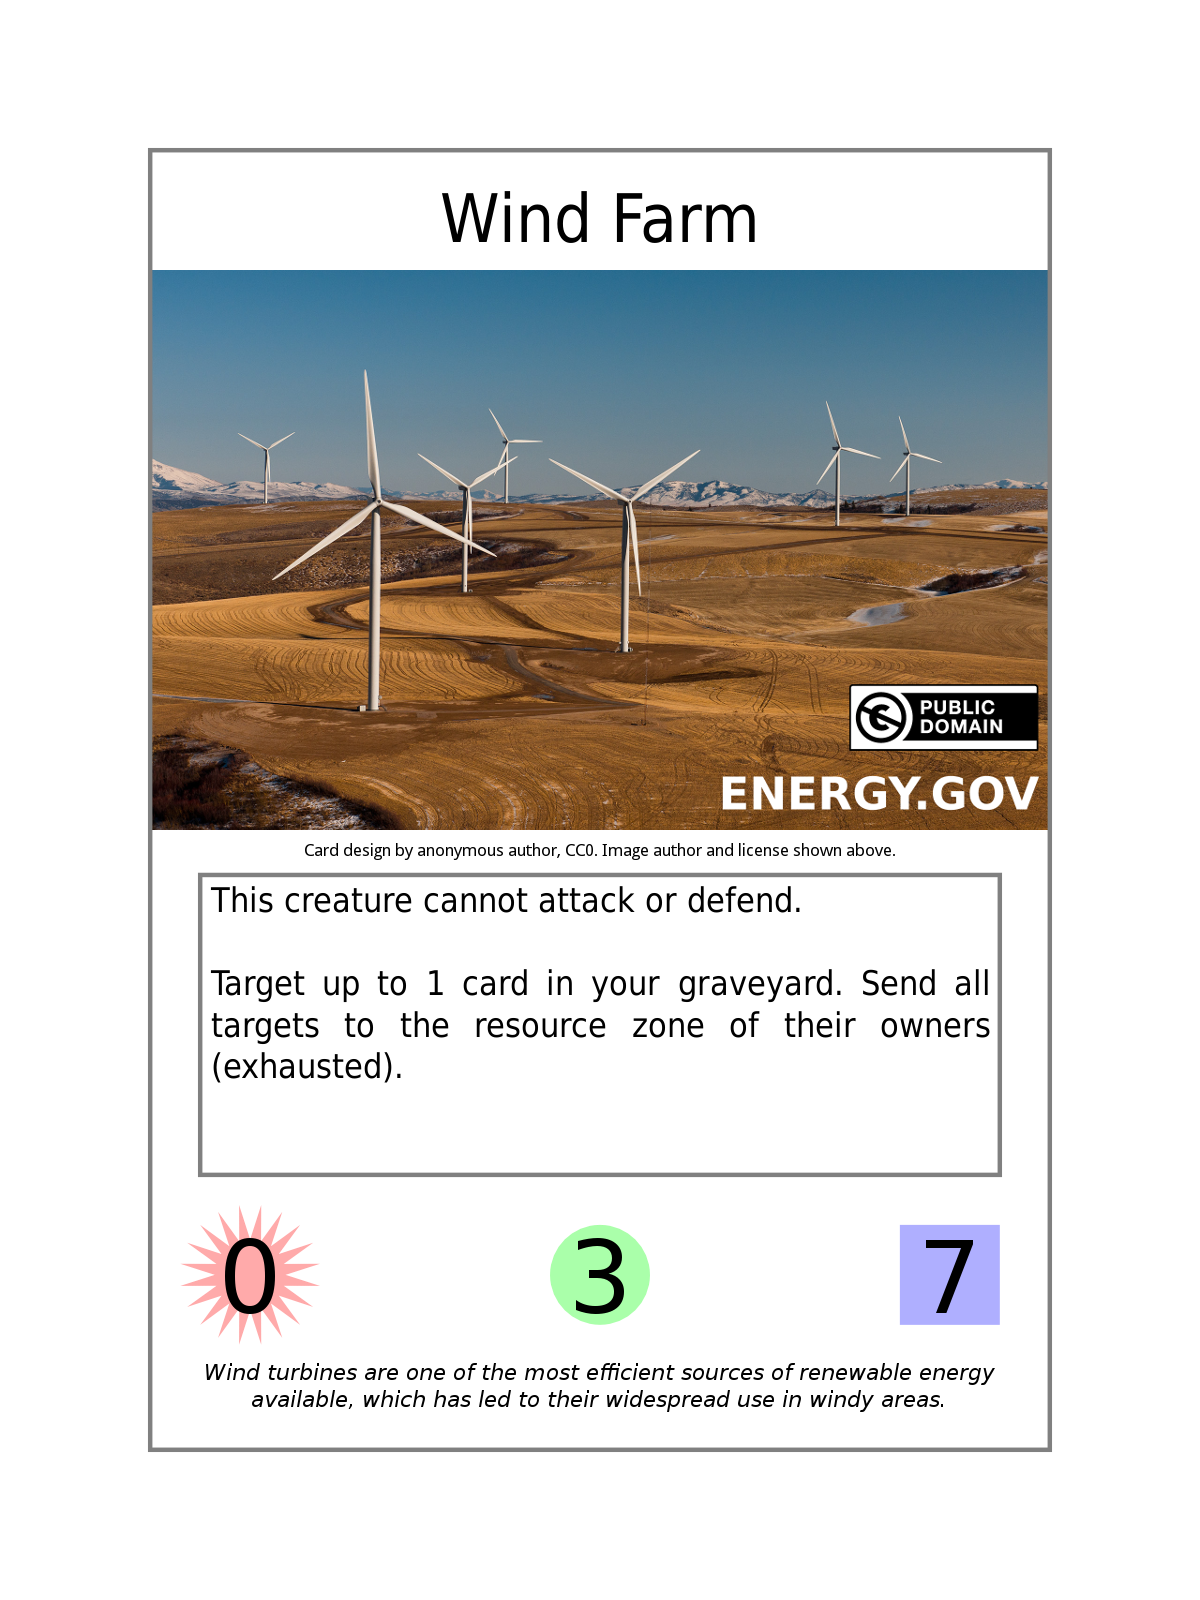 Wind Farm
PUBLIC
DOMAIN
ENERGY.GOV
Card design by anonymous author, CC0. Image author and license shown above.
This creature cannot attack or defend.
Target up to 1 card in your graveyard. Send all
targets to the resource zone of their owners
(exhausted).
0
3
7
Wind turbines are one of the most efficient sources of renewable energy
available, which has led to their widespread use in windy areas.